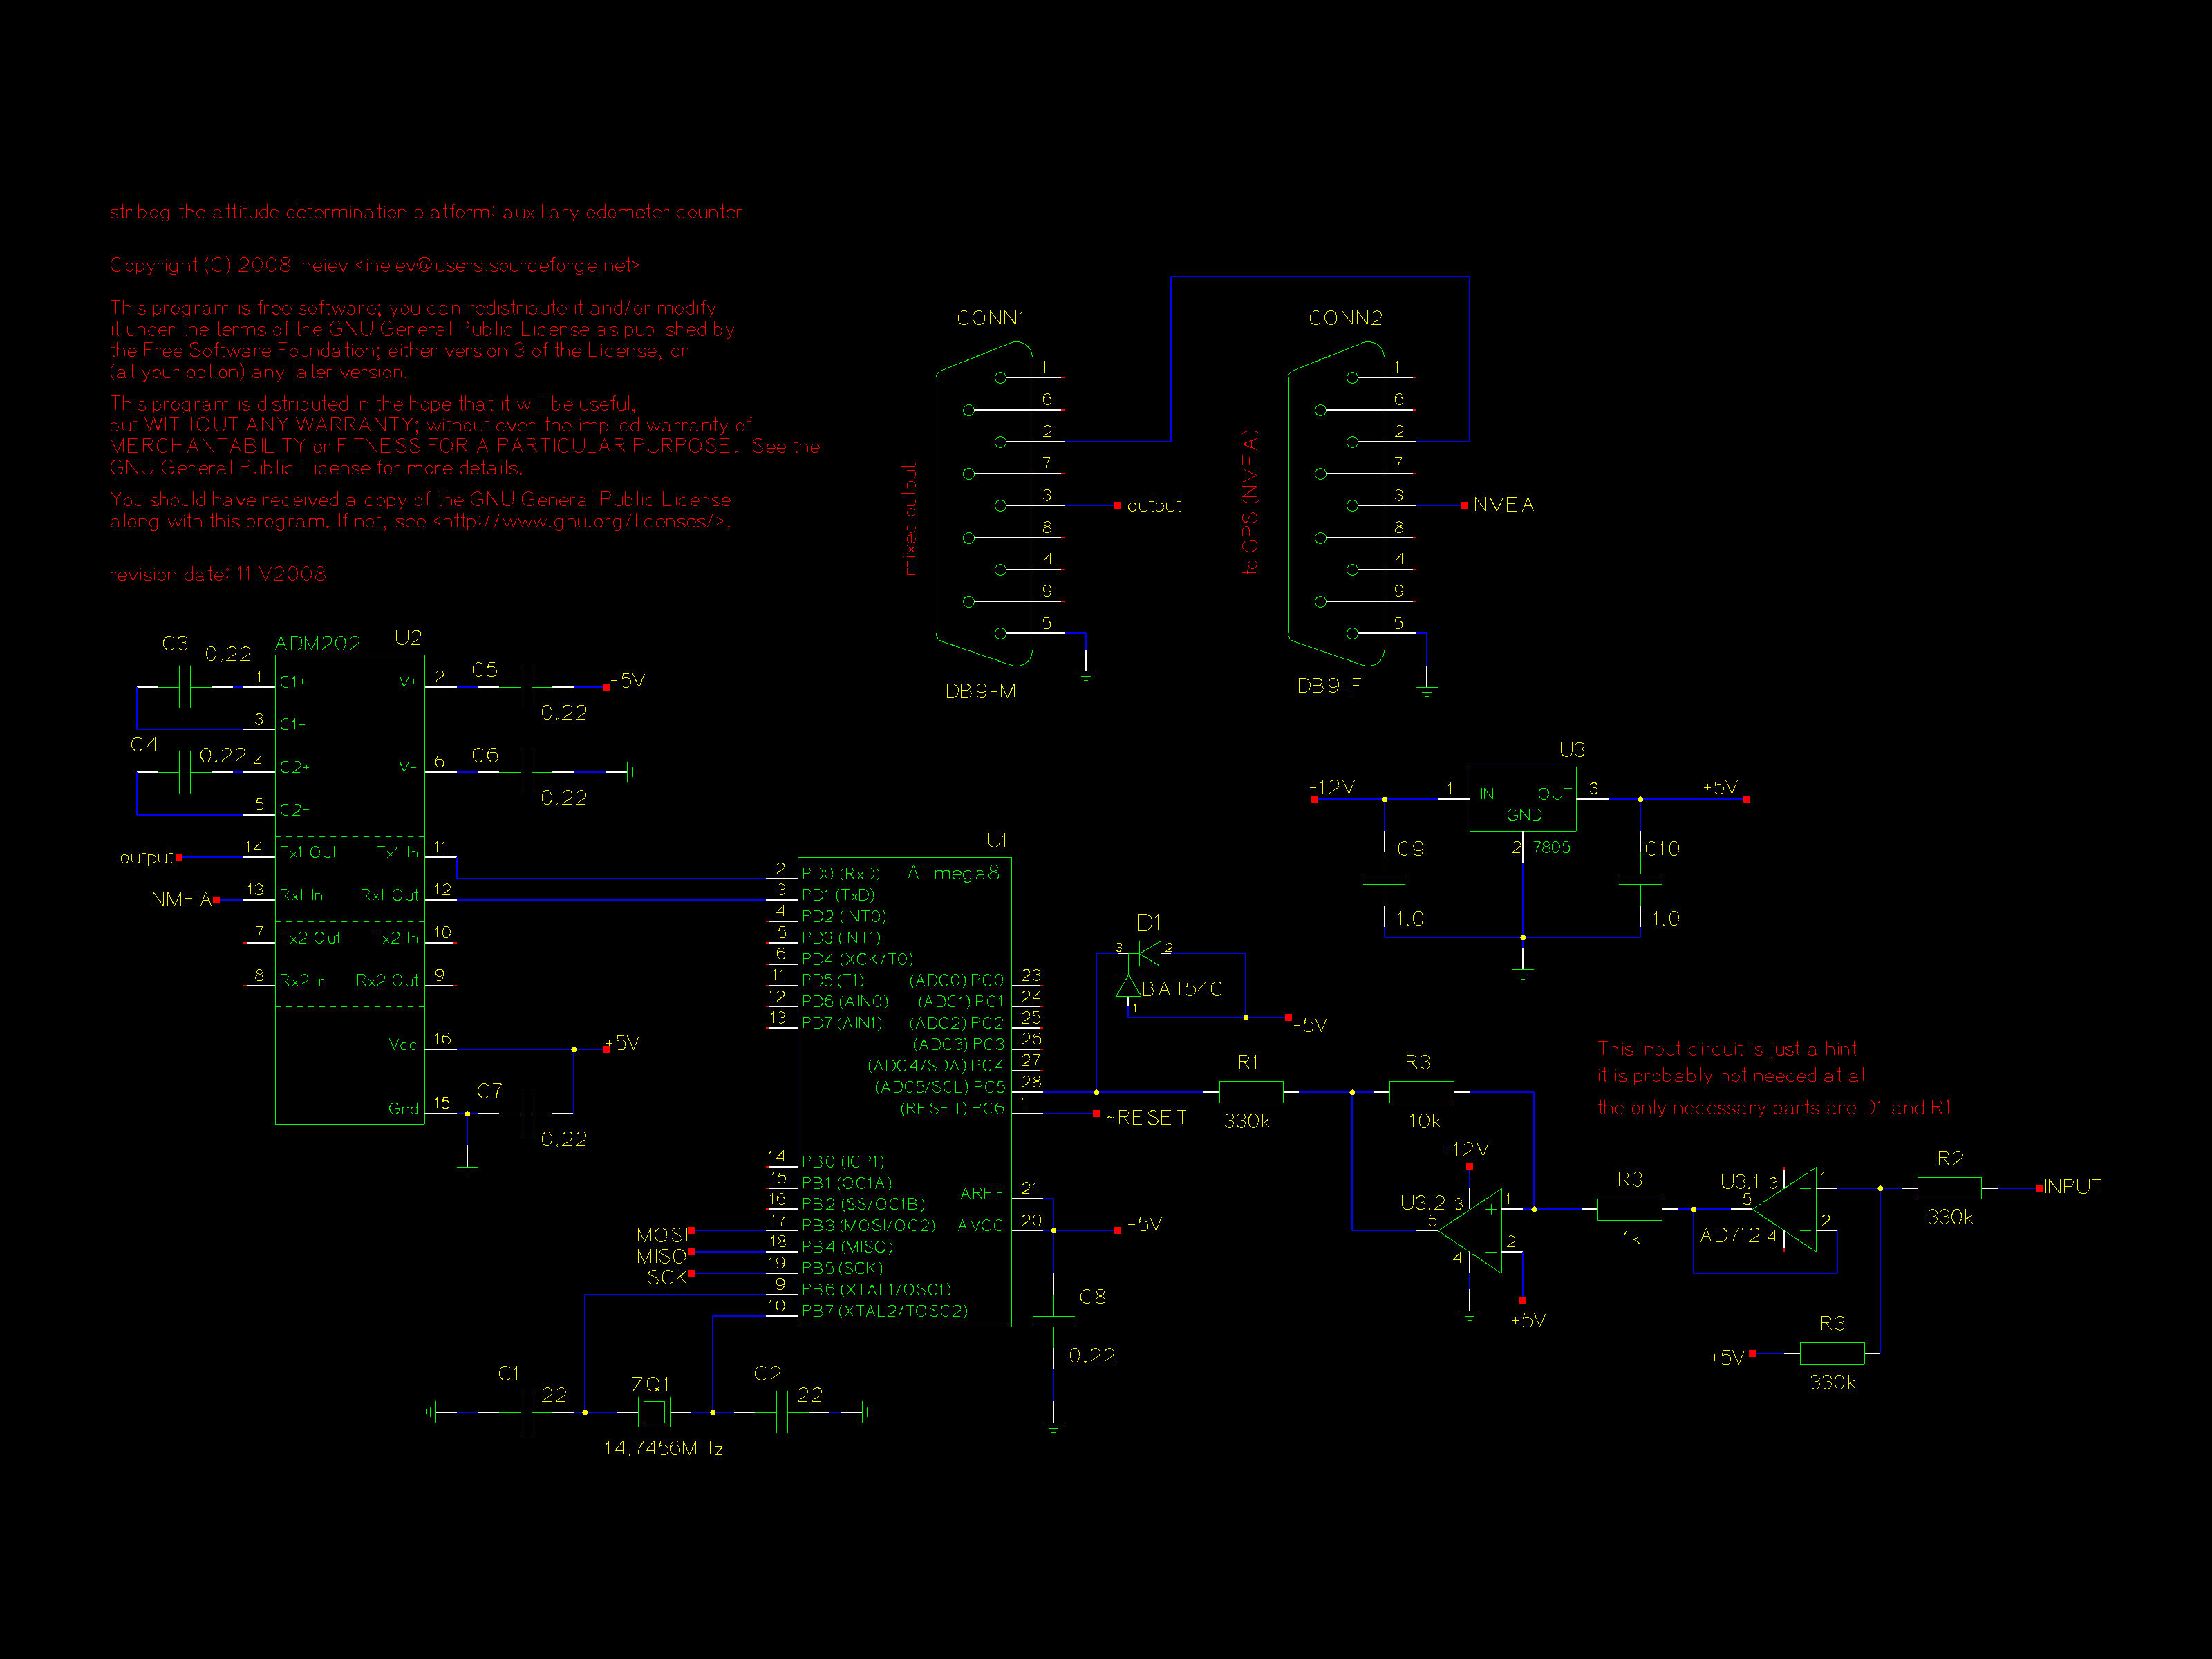 stribog the attitude determination platform: auxiliary odometer counter
Copyright (C) 2008 Ineiev <ineiev@users.sourceforge.net>
This program is free software; you can redistribute it and/or modify
it under the terms of the GNU General Public License as published by
the Free Software Foundation; either version 3 of the License, or
(at your option) any later version.
This program is distributed in the hope that it will be useful,
but WITHOUT ANY WARRANTY; without even the implied warranty of
MERCHANTABILITY or FITNESS FOR A PARTICULAR PURPOSE. See the
GNU General Public License for more details.
You should have received a copy of the GNU General Public License
along with this program. If not, see <http://www.gnu.org/licenses/>.
revision date: 11IV2008
CONN1
1
6
2
7
3
8
4
9
5
output
mixed output
DB9-M
CONN2
1
6
2
7
3
8
4
9
5
NMEA
to GPS (NMEA)
DB9-F
ADM202
U2
C3
0.22
1
C1+
3
C1-
C4
0.22
4
C2+
5
C2-
output
14
Tx1 Out
NMEA
13
Rx1 In
7
Tx2 Out
8
Rx2 In
V+
2
C5
0.22
+5V
V-
6
C6
0.22
Tx1 In
11
Rx1 Out
12
Tx2 In
10
Rx2 Out
9
Vcc
16
+5V
Gnd
15
C7
0.22
U3
+12V
1
IN
OUT
3
+5V
GND
2
7805
C9
1.0
C10
1.0
U1
ATmega8
2
PD0 (RxD)
3
PD1 (TxD)
4
PD2 (INT0)
5
PD3 (INT1)
6
PD4 (XCK/T0)
11
PD5 (T1)
12
PD6 (AIN0)
13
PD7 (AIN1)
(ADC0) PC0
23
(ADC1) PC1
24
(ADC2) PC2
25
(ADC3) PC3
26
(ADC4/SDA) PC4
27
(ADC5/SCL) PC5
28
(RESET) PC6
1
~RESET
14
PB0 (ICP1)
15
PB1 (OC1A)
16
PB2 (SS/OC1B)
MOSI
17
PB3 (MOSI/OC2)
MISO
18
PB4 (MISO)
SCK
19
PB5 (SCK)
9
PB6 (XTAL1/OSC1)
10
PB7 (XTAL2/TOSC2)
AREF
21
AVCC
20
+5V
C8
0.22
C1
22
ZQ1
14.7456MHz
C2
22
D1
3
2
1
BAT54C
+5V
R1
330k
R3
10k
+12V
U3.2
3
1
5
4
2
+5V
This input circuit is just a hint
it is probably not needed at all
the only necessary parts are D1 and R1
R3
1k
U3.1
3
1
5
2
AD712
4
R2
330k
INPUT
R3
330k
+5V